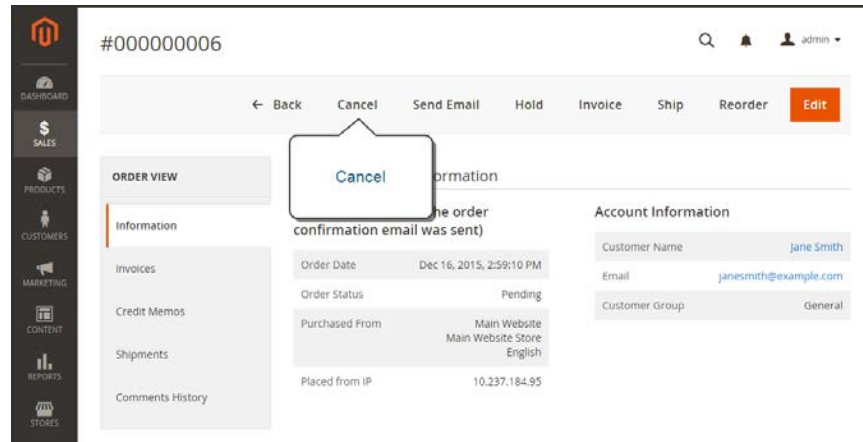 #000000006
admin
DASHBOARD
$
SALES
PRODUCTS
CUSTOMERS
MARKETING
CONTENT
REPORTS
STORES
← Back Cancel Send Email Hold Invoice Ship Reorder Edit
Cancel
ORDER VIEW
Information
Invoices
Credit Memos
Shipments
Comments History
ormation
he order
confirmation email was sent)
Order Date Dec 16, 2015, 2:59:10 PM
Order Status Pending
Purchased From Main Website
Main Website Store
English
Placed from IP 10.237.184.95
Account Information
Customer Name Jane Smith
Email janesmith@example.com
Customer Group General